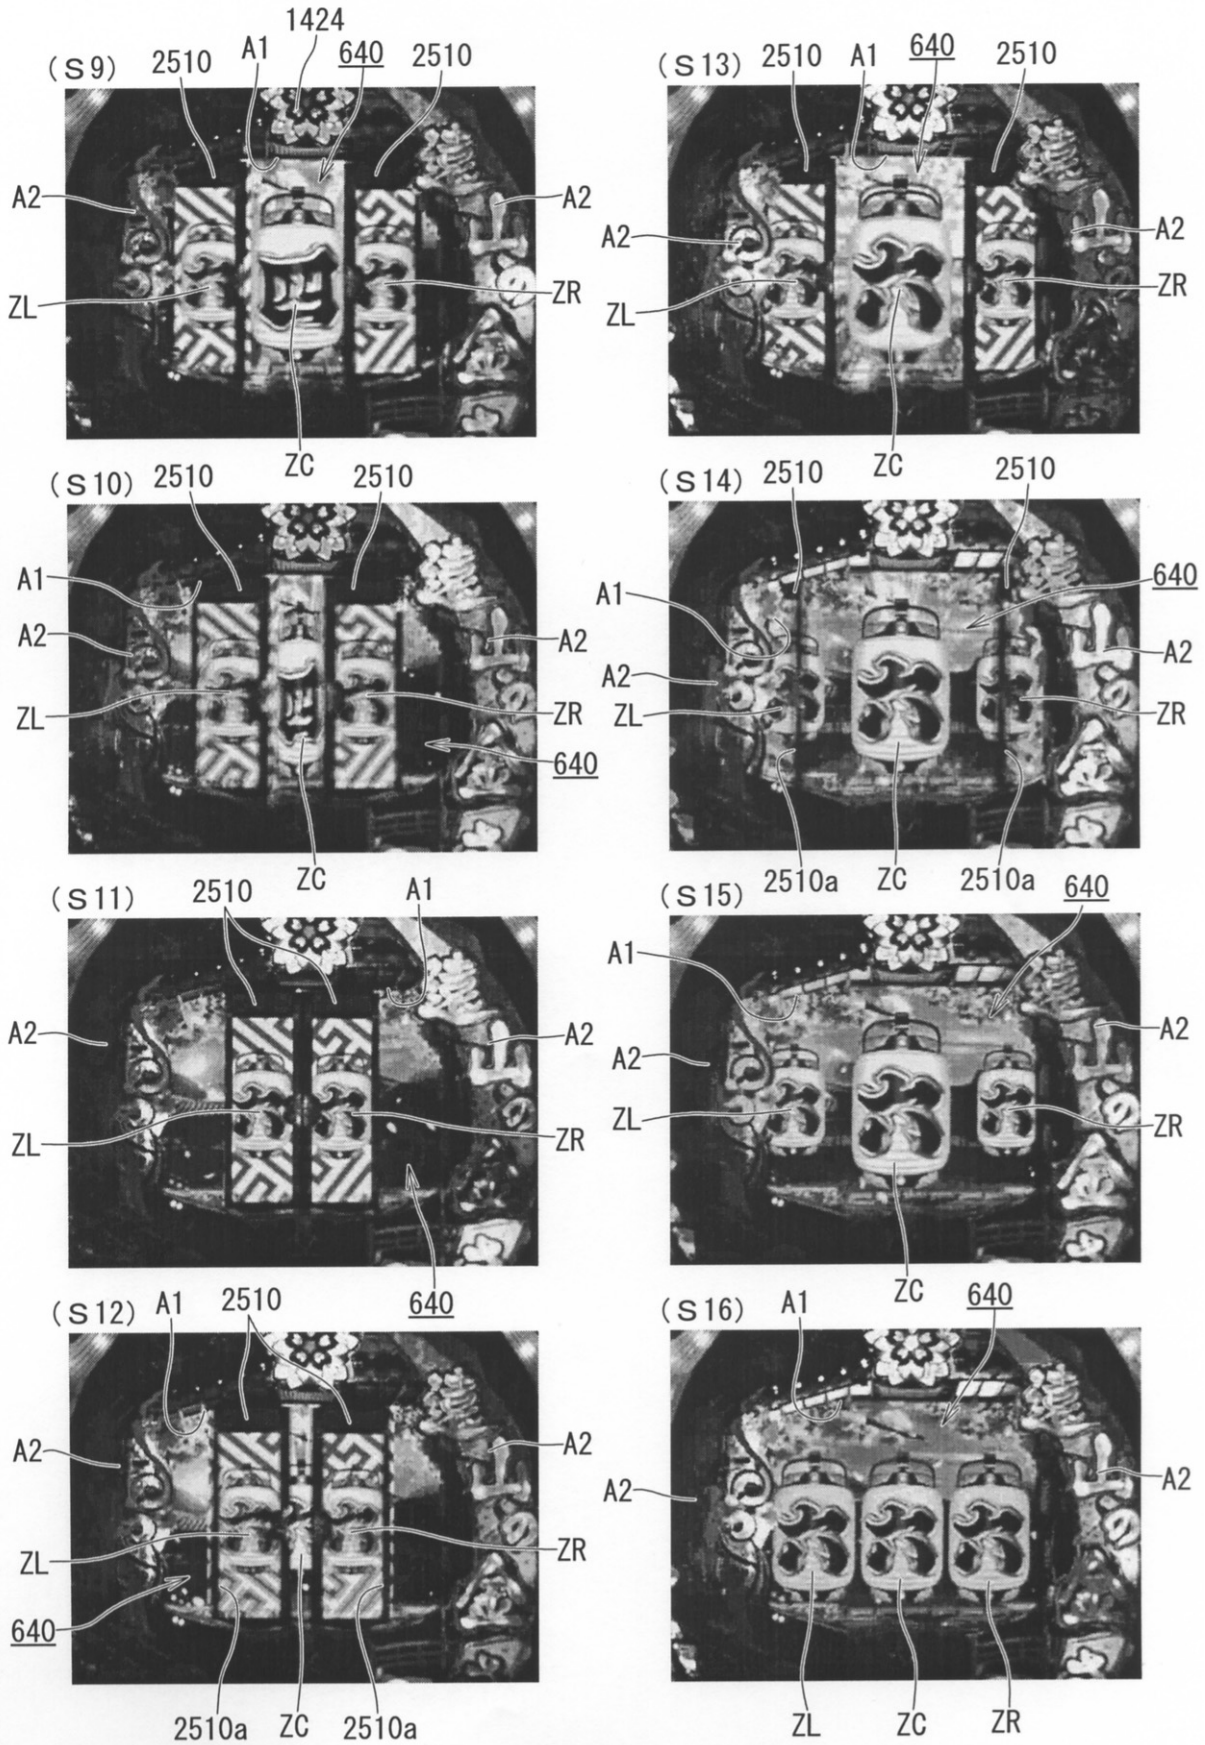 (S9) 2510 A1 1424 640 2510
A2 A2
ZL ZR
ZC
(S10) 2510 2510
A1
A2 A2
ZL ZR
640
ZC
(S11) 2510 A1
A2 A2
ZL ZR
640
(S12) A1 2510
A2 A2
ZL ZR
640
2510a ZC 2510a
(S13) 2510 A1 640 2510
A2 A2
ZL ZR
ZC
(S14) 2510 2510
640
A1
A2 A2
ZL ZR
2510a ZC 2510a
(S15) 640
A1
A2 A2
ZL ZR
ZC
(S16) A1 640
A2 A2
ZL ZC ZR